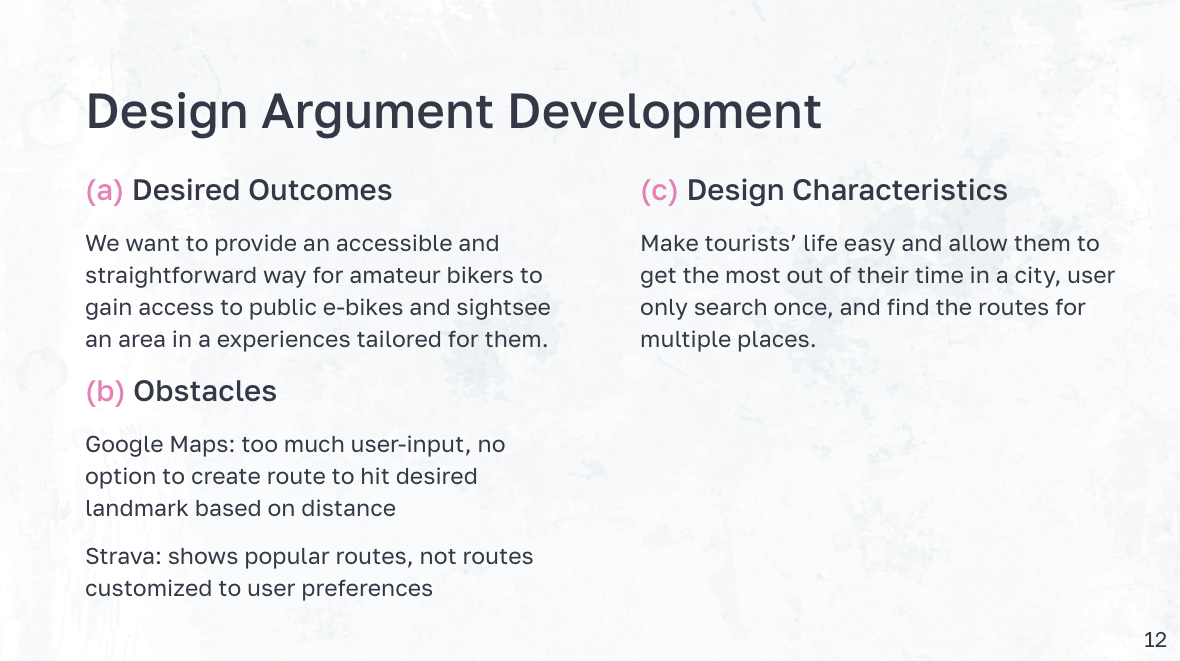 Design Argument Development
(a) Desired Outcomes
We want to provide an accessible and
straightforward way for amateur bikers to
gain access to public e-bikes and sightsee
an area in a experiences tailored for them.
(b) Obstacles
Google Maps: too much user-input, no
option to create route to hit desired
landmark based on distance
Strava: shows popular routes, not routes
customized to user preferences
(c) Design Characteristics
Make tourists’ life easy and allow them to
get the most out of their time in a city, user
only search once, and find the routes for
multiple places.
12